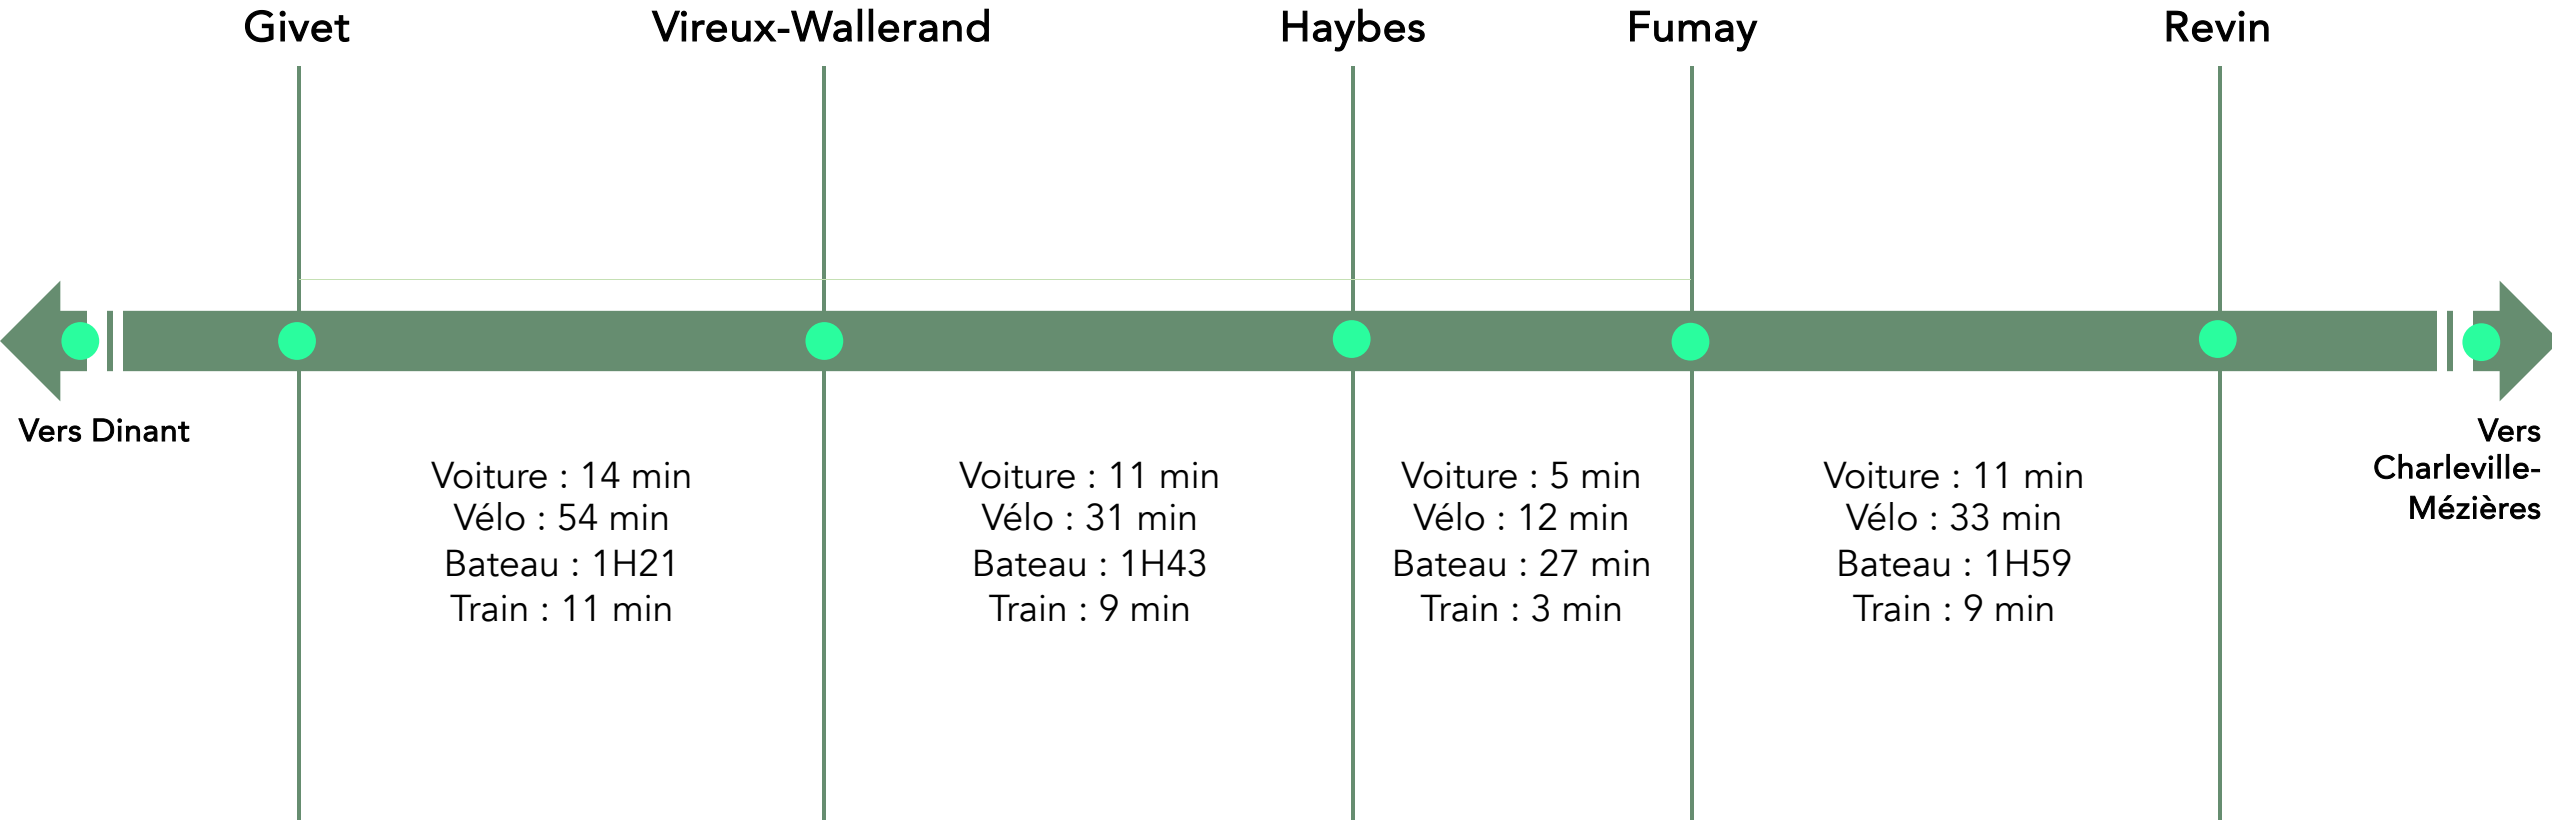 Givet
Vireux-Wallerand
Haybes
Fumay
Revin
Vers Dinant
Vers
Charleville-
Mézières
Voiture : 14 min
Vélo : 54 min
Bateau : 1H21
Train : 11 min
Voiture : 11 min
Vélo : 31 min
Bateau : 1H43
Train : 9 min
Voiture : 5 min
Vélo : 12 min
Bateau : 27 min
Train : 3 min
Voiture : 11 min
Vélo : 33 min
Bateau : 1H59
Train : 9 min